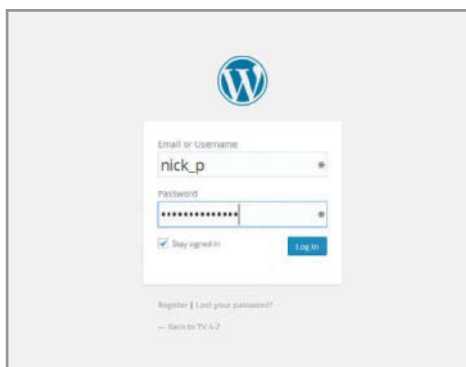 Email or Username
nick_p
Password
••••••••••••••
Stay signed in
Log In
Register | Lost your password?
← Back to TV A-Z